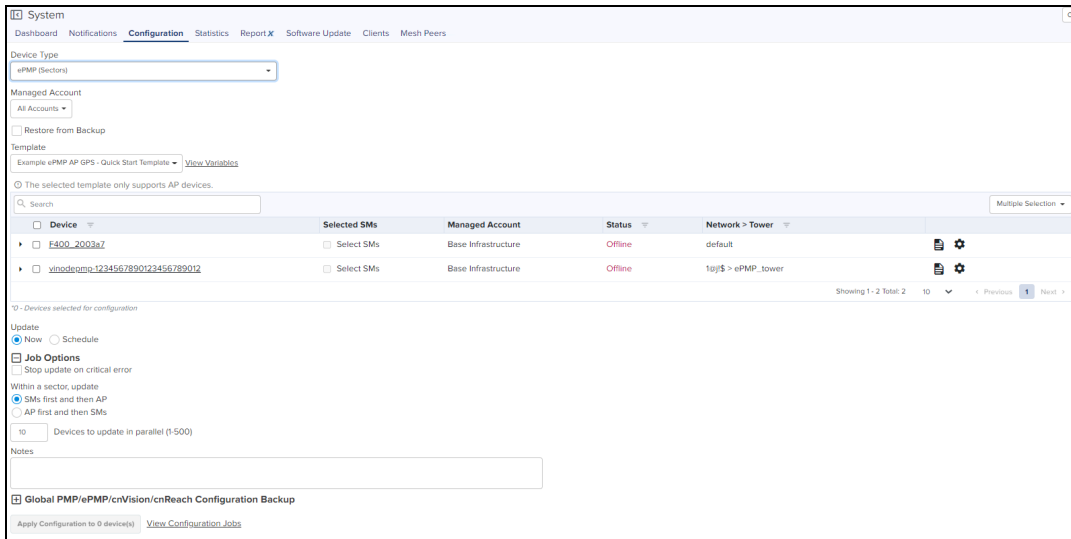 System
Dashboard Notifications Configuration Statistics Report Software Update Clients Mesh Peers
Device Type
ePMP (Sectors)
Managed Account
All Accounts
Restore from Backup
Template
Example ePMP AP GPS - Quick Start Template View Variables
The selected template only supports AP devices.
Search Multiple Selection
Device Selected SMs Managed Account Status Network > Tower
F400_2003a7 Select SMs Base Infrastructure Offline default
vinodepmp-1234567890123456789012 Select SMs Base Infrastructure Offline > ePMP_tower
Showing 1 - 2 Total: 2 10 < Previous 1 Next >
*0 - Devices selected for configuration
Update
Now Schedule
Job Options
Stop update on critical error
Within a sector, update
SMs first and then AP
AP first and then SMs
10 Devices to update in parallel (1-500)
Notes
Global PMP/ePMP/cnVision/cnReach Configuration Backup
Apply Configuration to 0 device(s) View Configuration Jobs